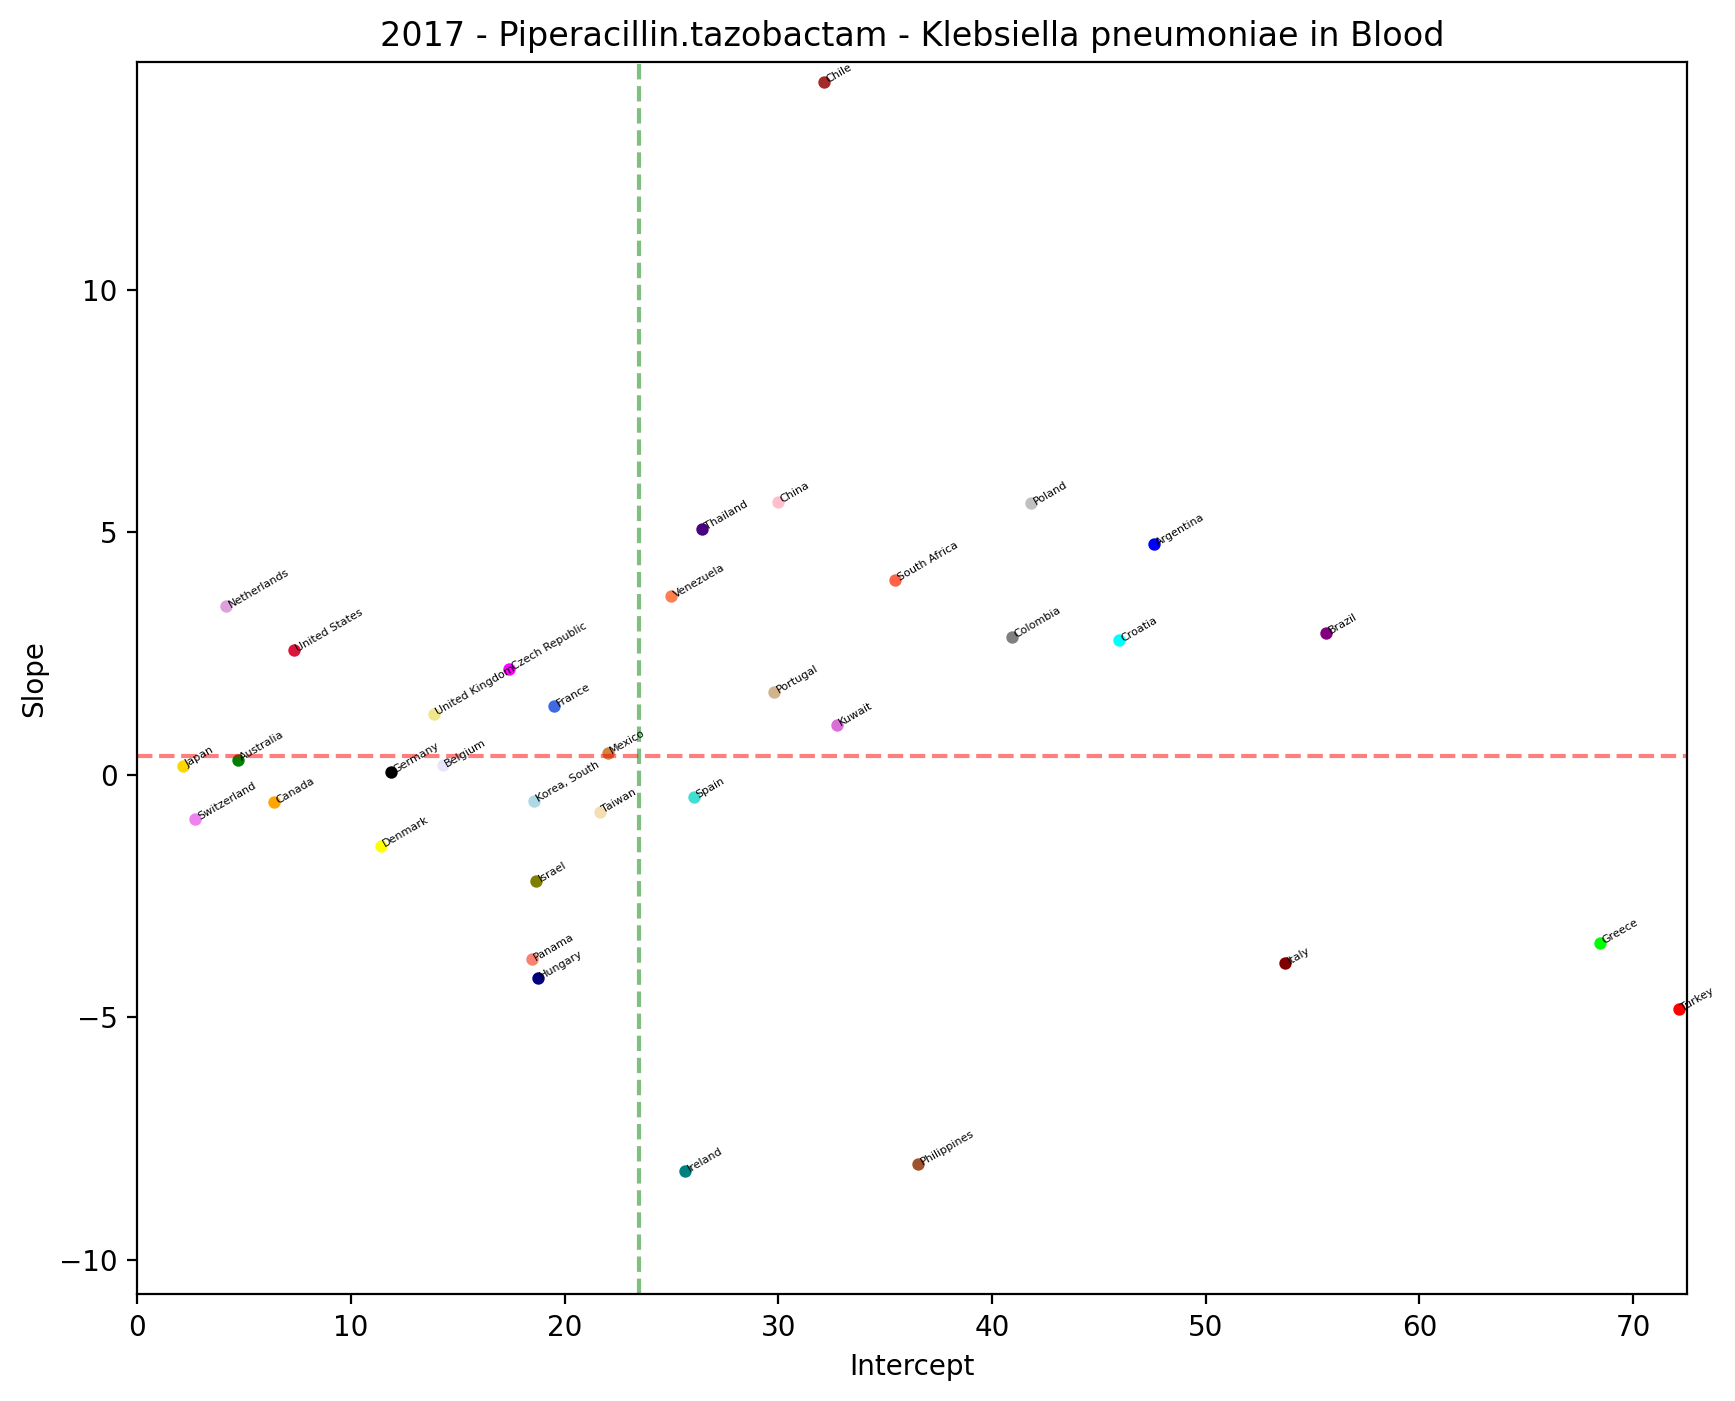 2017 - Piperacillin.tazobactam - Klebsiella pneumoniae in Blood
Chile
10
China
Poland
Thailand
5
Argentina
South Africa
Venezuela
Netherlands
Colombia
Croatia
Brazil
United States
Czech Republic
United Kingdom
France
Portugal
Kuwait
Slope
Mexico
Japan
Australia
Germany
Belgium
0
Korea, South
Spain
Switzerland
Canada
Taiwan
Denmark
Israel
Greece
Panama
Hungary
Italy
Turkey
−5
Philippines
Ireland
−10
0
10
20
30
40
50
60
70
Intercept